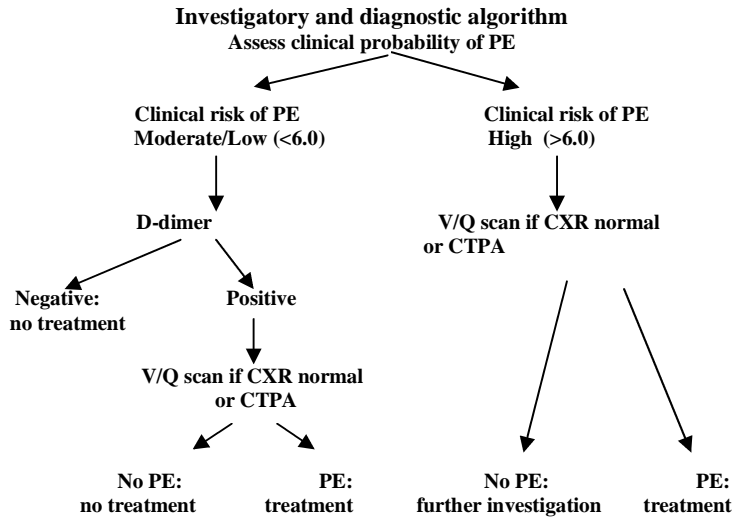 Investigatory and diagnostic algorithm
Assess clinical probability of PE
Clinical risk of PE
Moderate/Low (<6.0)
Clinical risk of PE
High (>6.0)
D-dimer
V/Q scan if CXR normal
or CTPA
Negative:
no treatment
Positive
V/Q scan if CXR normal
or CTPA
No PE:
no treatment
PE:
treatment
No PE:
further investigation
PE:
treatment